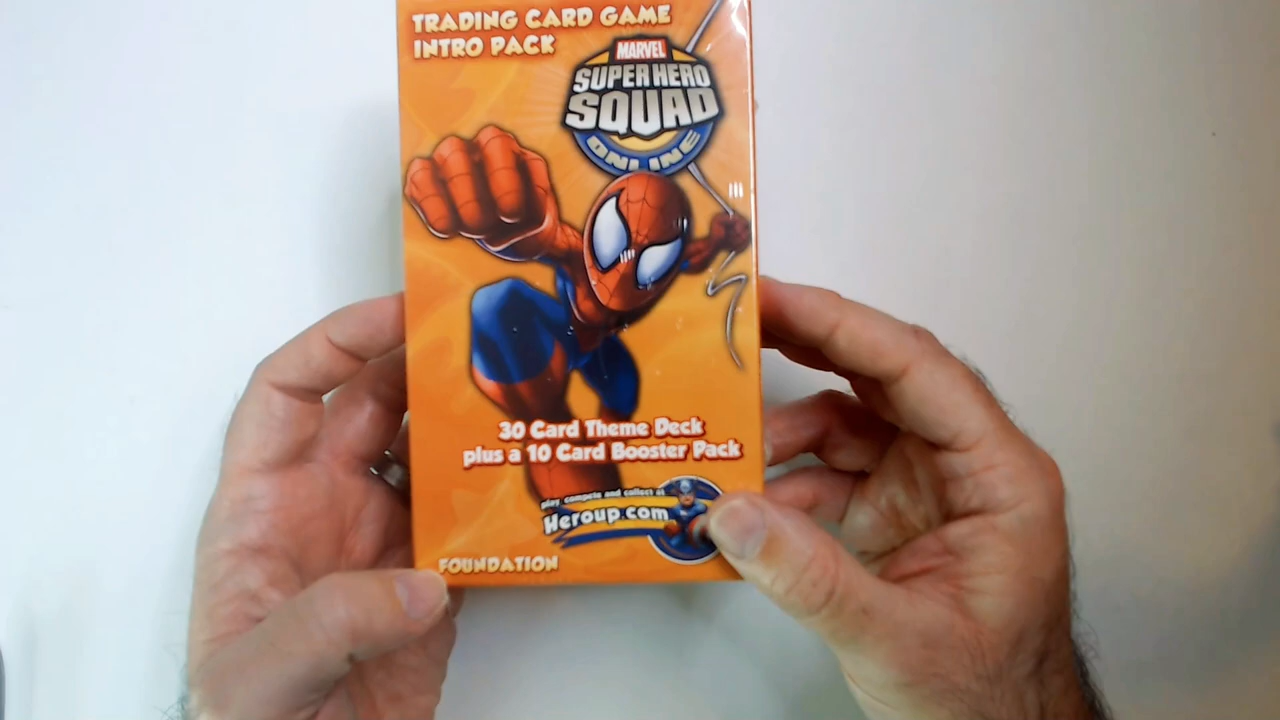 TRADING CARD GAME
INTRO PACK
MARVEL
SUPER HERO
SQUAD
ONLINE
30 Card Theme Deck
plus a 10 Card Booster Pack
play compete and collect at
Heroup.com
FOUNDATION